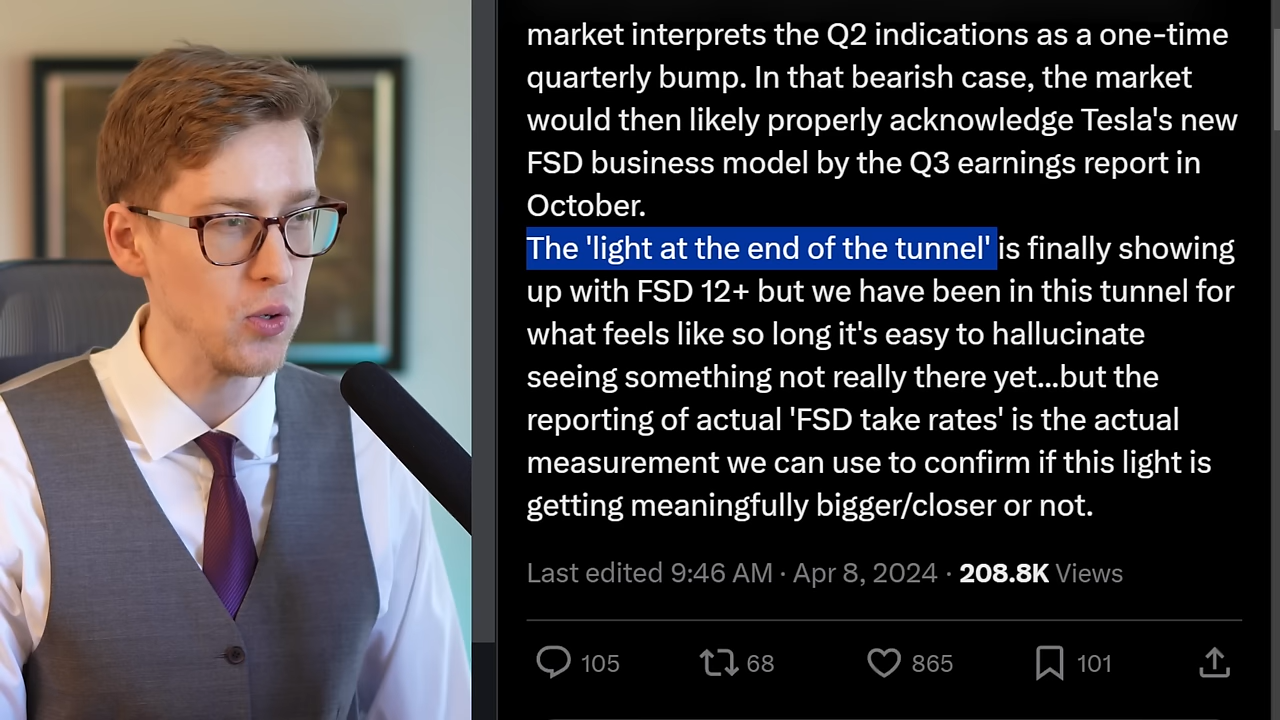 market interprets the Q2 indications as a one-time
quarterly bump. In that bearish case, the market
would then likely properly acknowledge Tesla's new
FSD business model by the Q3 earnings report in
October.
The 'light at the end of the tunnel' is finally showing
up with FSD 12+ but we have been in this tunnel for
what feels like so long it's easy to hallucinate
seeing something not really there yet...but the
reporting of actual 'FSD take rates' is the actual
measurement we can use to confirm if this light is
getting meaningfully bigger/closer or not.
Last edited 9:46 AM · Apr 8, 2024 · 208.8K Views
105 68 865 101